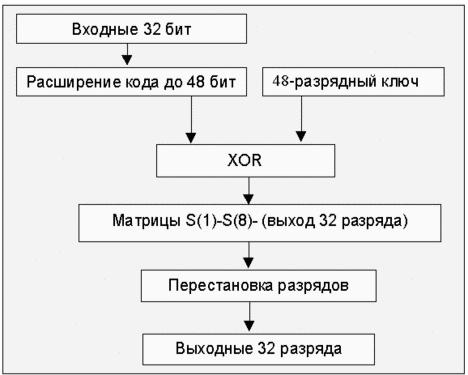 Входные 32 бит
Расширение кода до 48 бит
48-разрядный ключ
XOR
Матрицы S(1)-S(8)- (выход 32 разряда)
Перестановка разрядов
Выходные 32 разряда